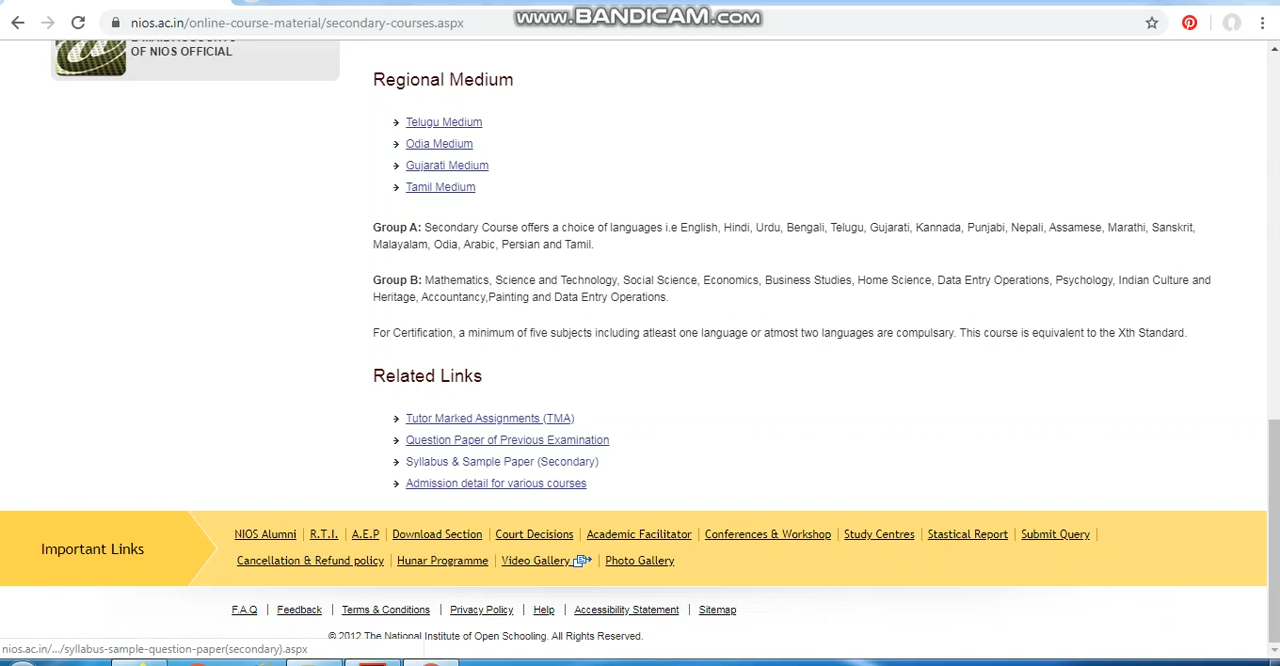 nios.ac.in/online-course-material/secondary-courses.aspx
www.BANDICAM.com
OF NIOS OFFICIAL
Regional Medium
Telugu Medium
Odia Medium
Gujarati Medium
Tamil Medium
Group A: Secondary Course offers a choice of languages i.e English, Hindi, Urdu, Bengali, Telugu, Gujarati, Kannada, Punjabi, Nepali, Assamese, Marathi, Sanskrit,
Malayalam, Odia, Arabic, Persian and Tamil.
Group B: Mathematics, Science and Technology, Social Science, Economics, Business Studies, Home Science, Data Entry Operations, Psychology, Indian Culture and
Heritage, Accountancy,Painting and Data Entry Operations.
For Certification, a minimum of five subjects including atleast one language or atmost two languages are compulsary. This course is equivalent to the Xth Standard.
Related Links
Tutor Marked Assignments (TMA)
Question Paper of Previous Examination
Syllabus & Sample Paper (Secondary)
Admission detail for various courses
Important Links
NIOS Alumni | R.T.I. | A.E.P | Download Section | Court Decisions | Academic Facilitator | Conferences & Workshop | Study Centres | Stastical Report | Submit Query |
Cancellation & Refund policy | Hunar Programme | Video Gallery | Photo Gallery
F.A.Q | Feedback | Terms & Conditions | Privacy Policy | Help | Accessibility Statement | Sitemap
© 2012 The National Institute of Open Schooling. All Rights Reserved.
nios.ac.in/.../syllabus-sample-question-paper(secondary).aspx